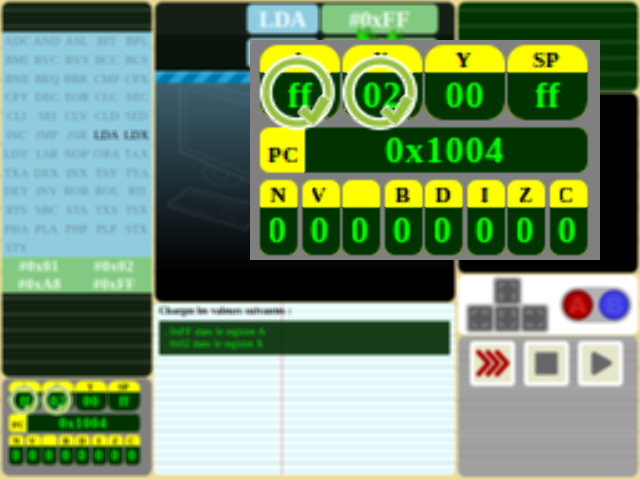 LDA #0xFF
ADC AND ASL BIT BPL
BMI BVC BVS BCC BCS
BNE BEQ BRK CMP CPX
CPY DEC EOR CLC SEC
CLI SEI CLV CLD SED
INC JMP JSR LDA LDX
LDY LSR NOP ORA TAX
TXA DEX INX TAY TYA
DEY INY ROR ROL RTI
RTS SBC STA TXS TSX
PHA PLA PHP PLP STX
STY
#0x01 #0x02
#0xA0 #0xFF
Y SP
ff 02 00 ff
PC 0x1004
N V B D I Z C
0 0 0 0 0 0 0 0
Charger les valeurs suivantes :
0xFF dans le registre A
0x02 dans le registre X
A B
Y SP
ff 02 00 ff
PC 0x1004
N V B D I Z C
0 0 0 0 0 0 0 0